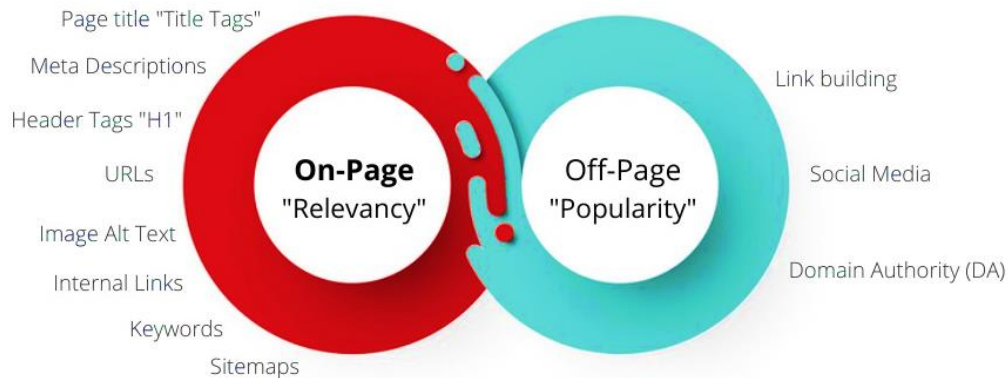 Page title "Title Tags"
Meta Descriptions
Header Tags "H1"
URLs
Image Alt Text
Internal Links
Keywords
Sitemaps
On-Page
"Relevancy"
Off-Page
"Popularity"
Link building
Social Media
Domain Authority (DA)